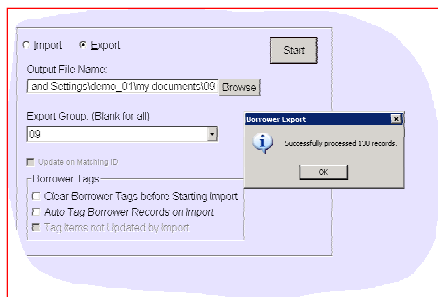 Import Export
Start
Output File Name:
and Settings\demo_01\my documents\09
Browse
Export Group. (Blank for all)
09
Update on Matching ID
Borrower Tags
Clear Borrower Tags before Starting Import
Auto Tag Borrower Records on Import
Tag Items not Updated by Import
Borrower Export
Successfully processed records.
OK